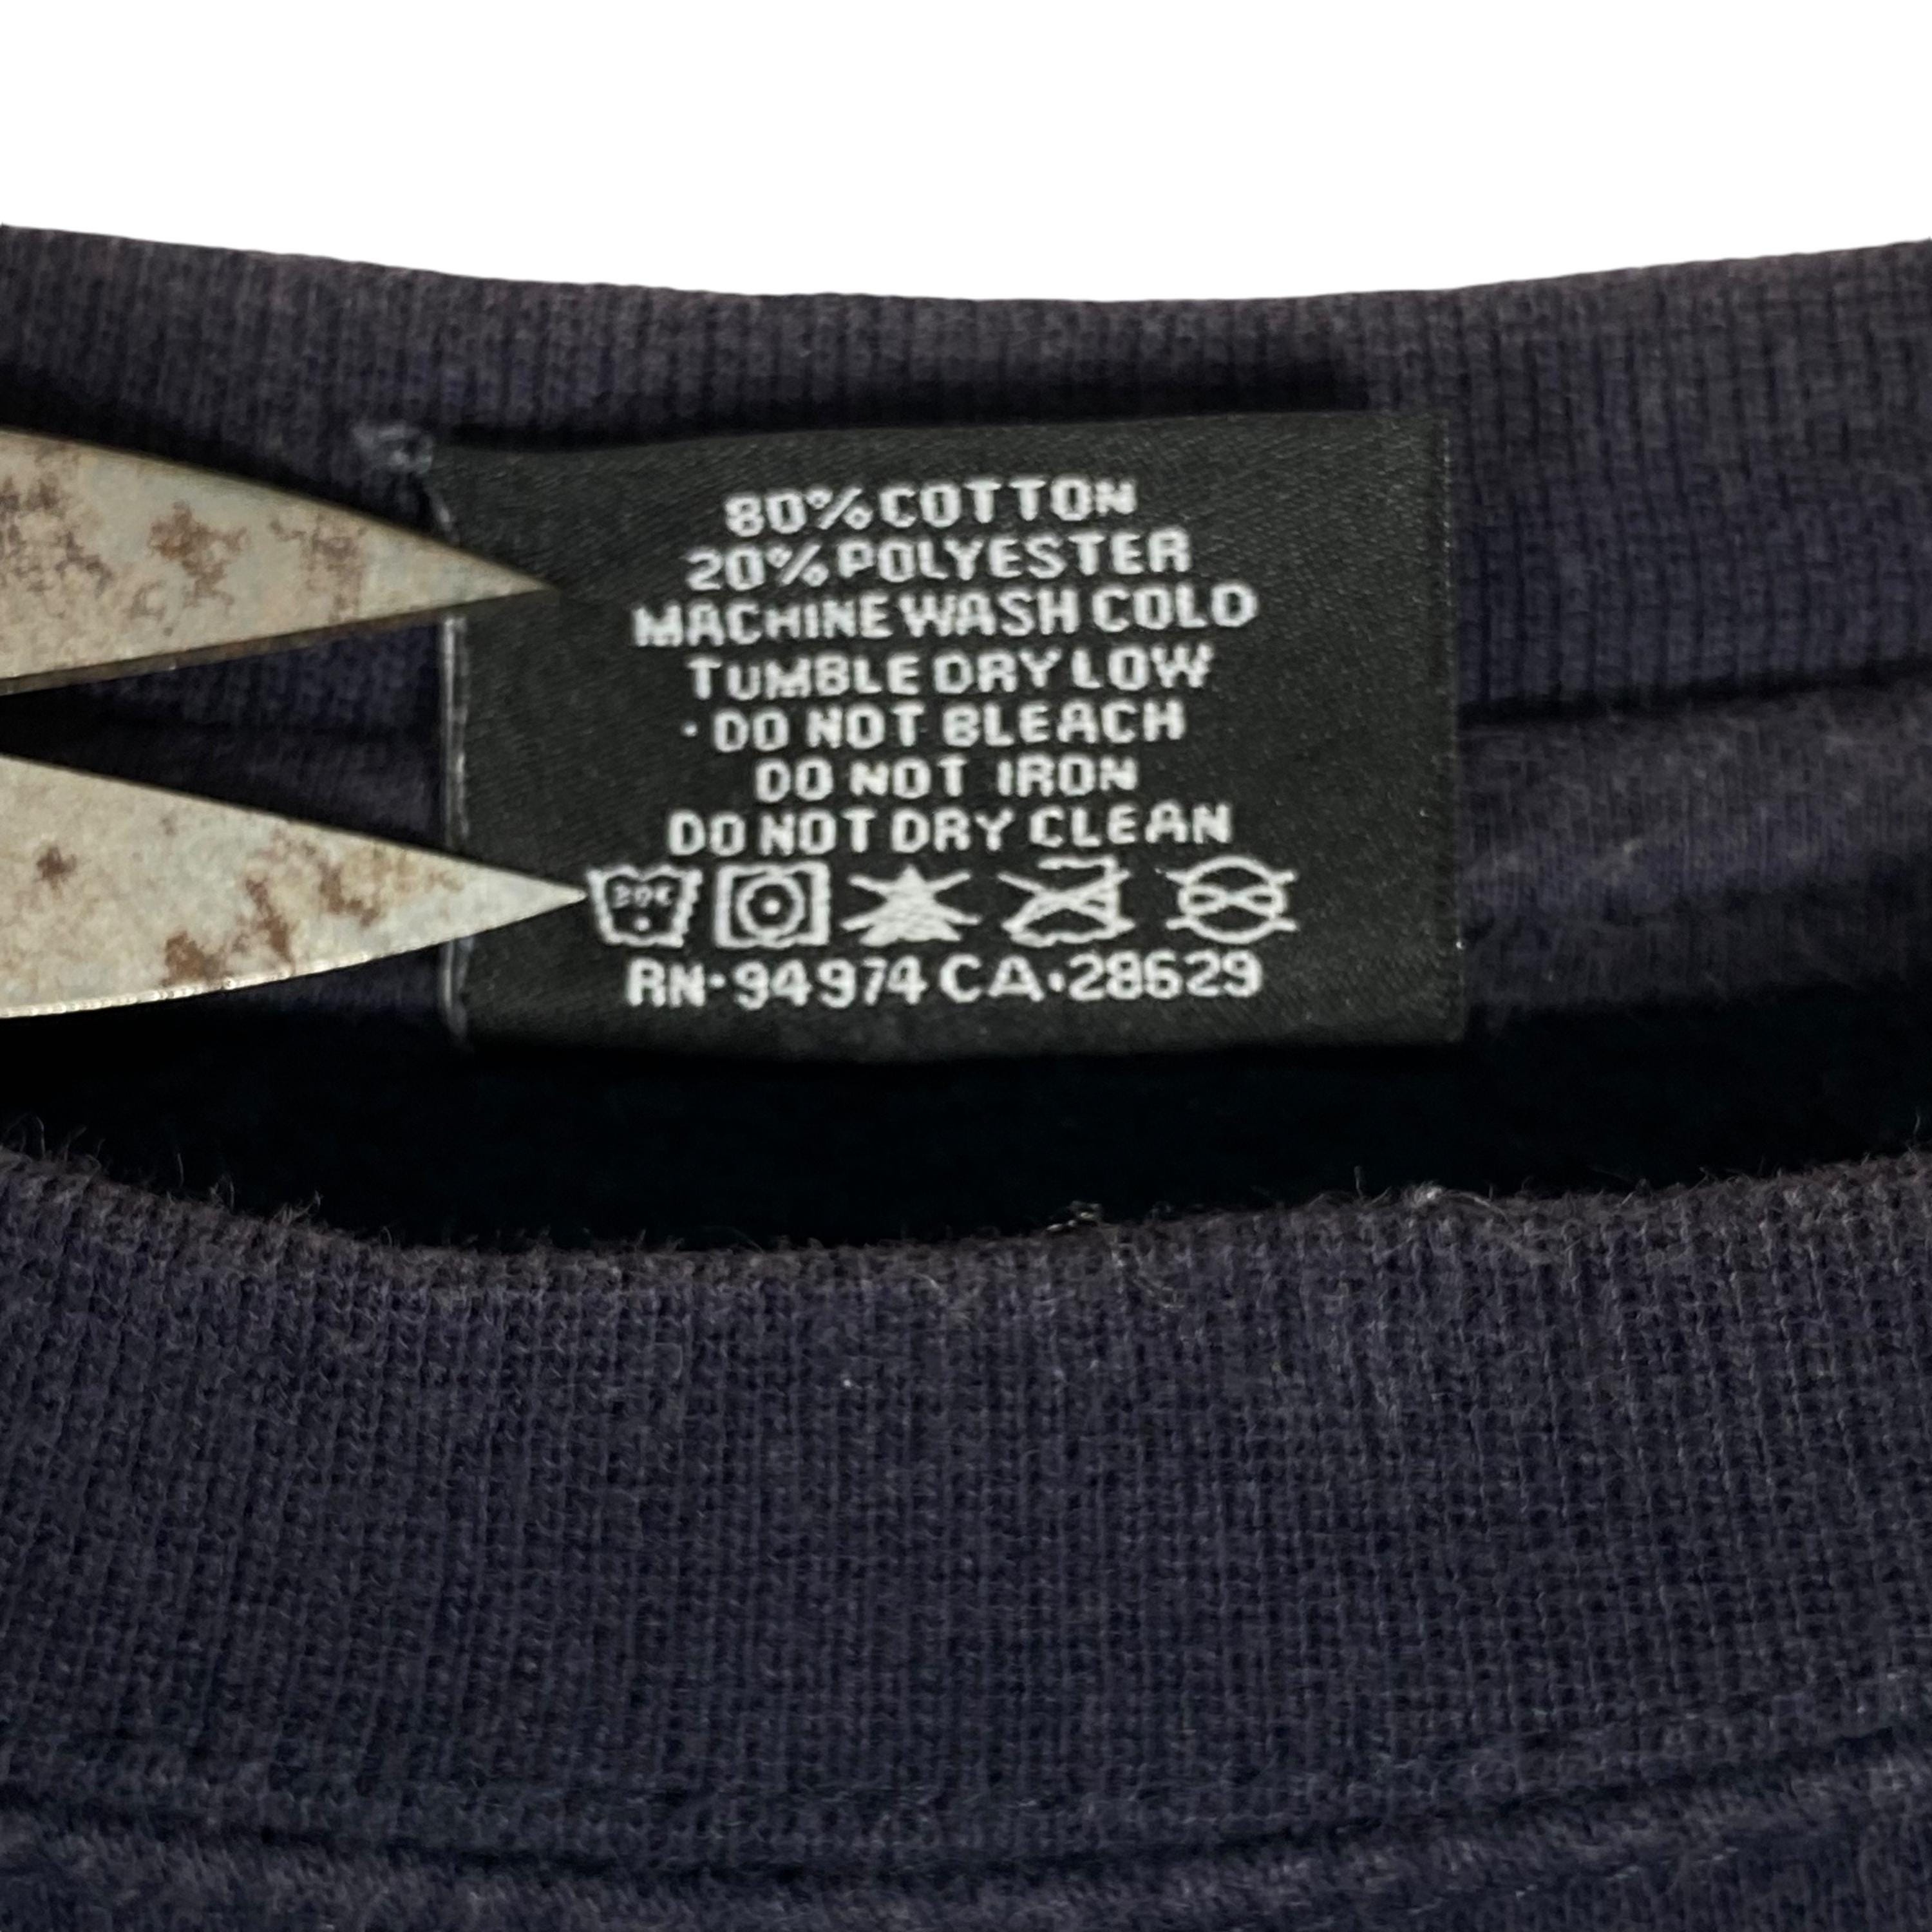 80% COTTON
20% POLYESTER
MACHINE WASH COLD
TUMBLE DRY LOW
· DO NOT BLEACH
DO NOT IRON
DO NOT DRY CLEAN
30C
RN·94974 CA·28629